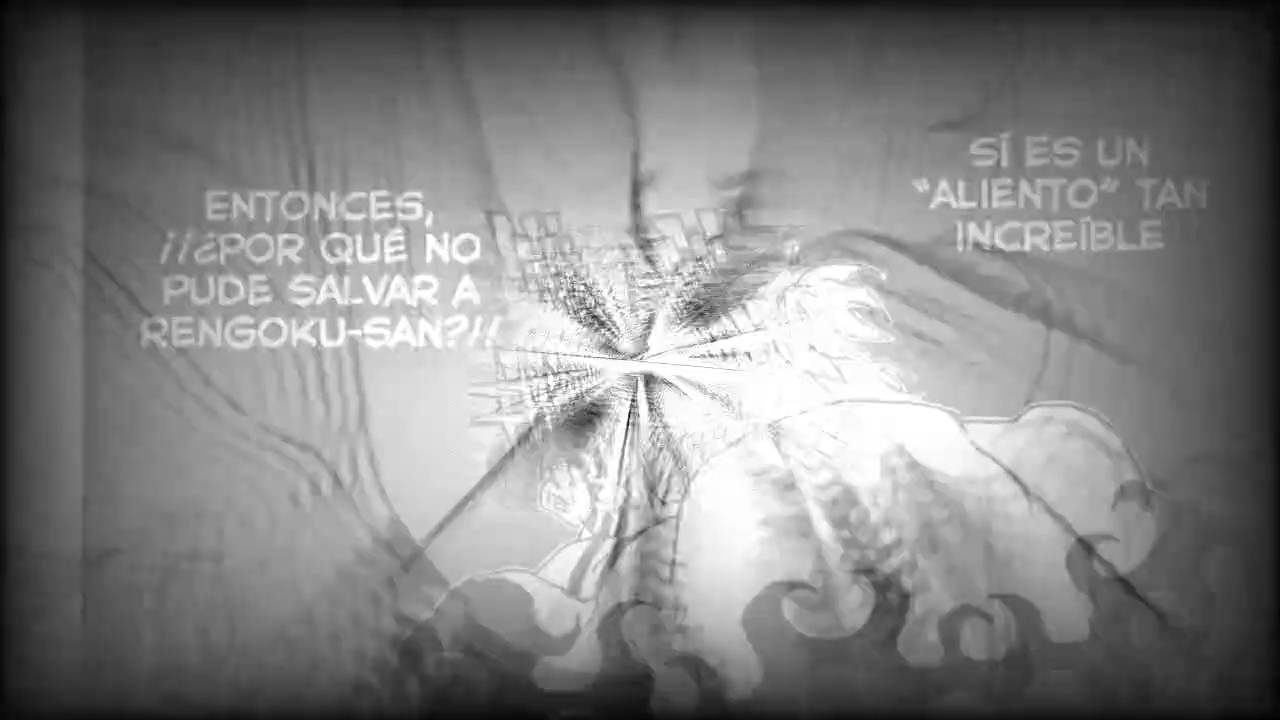 SÍ ES UN
"ALIENTO" TAN
INCREÍBLE
ENTONCES,
¡¡¿POR QUÉ NO
PUDE SALVAR A
RENGOKU-SAN?!!